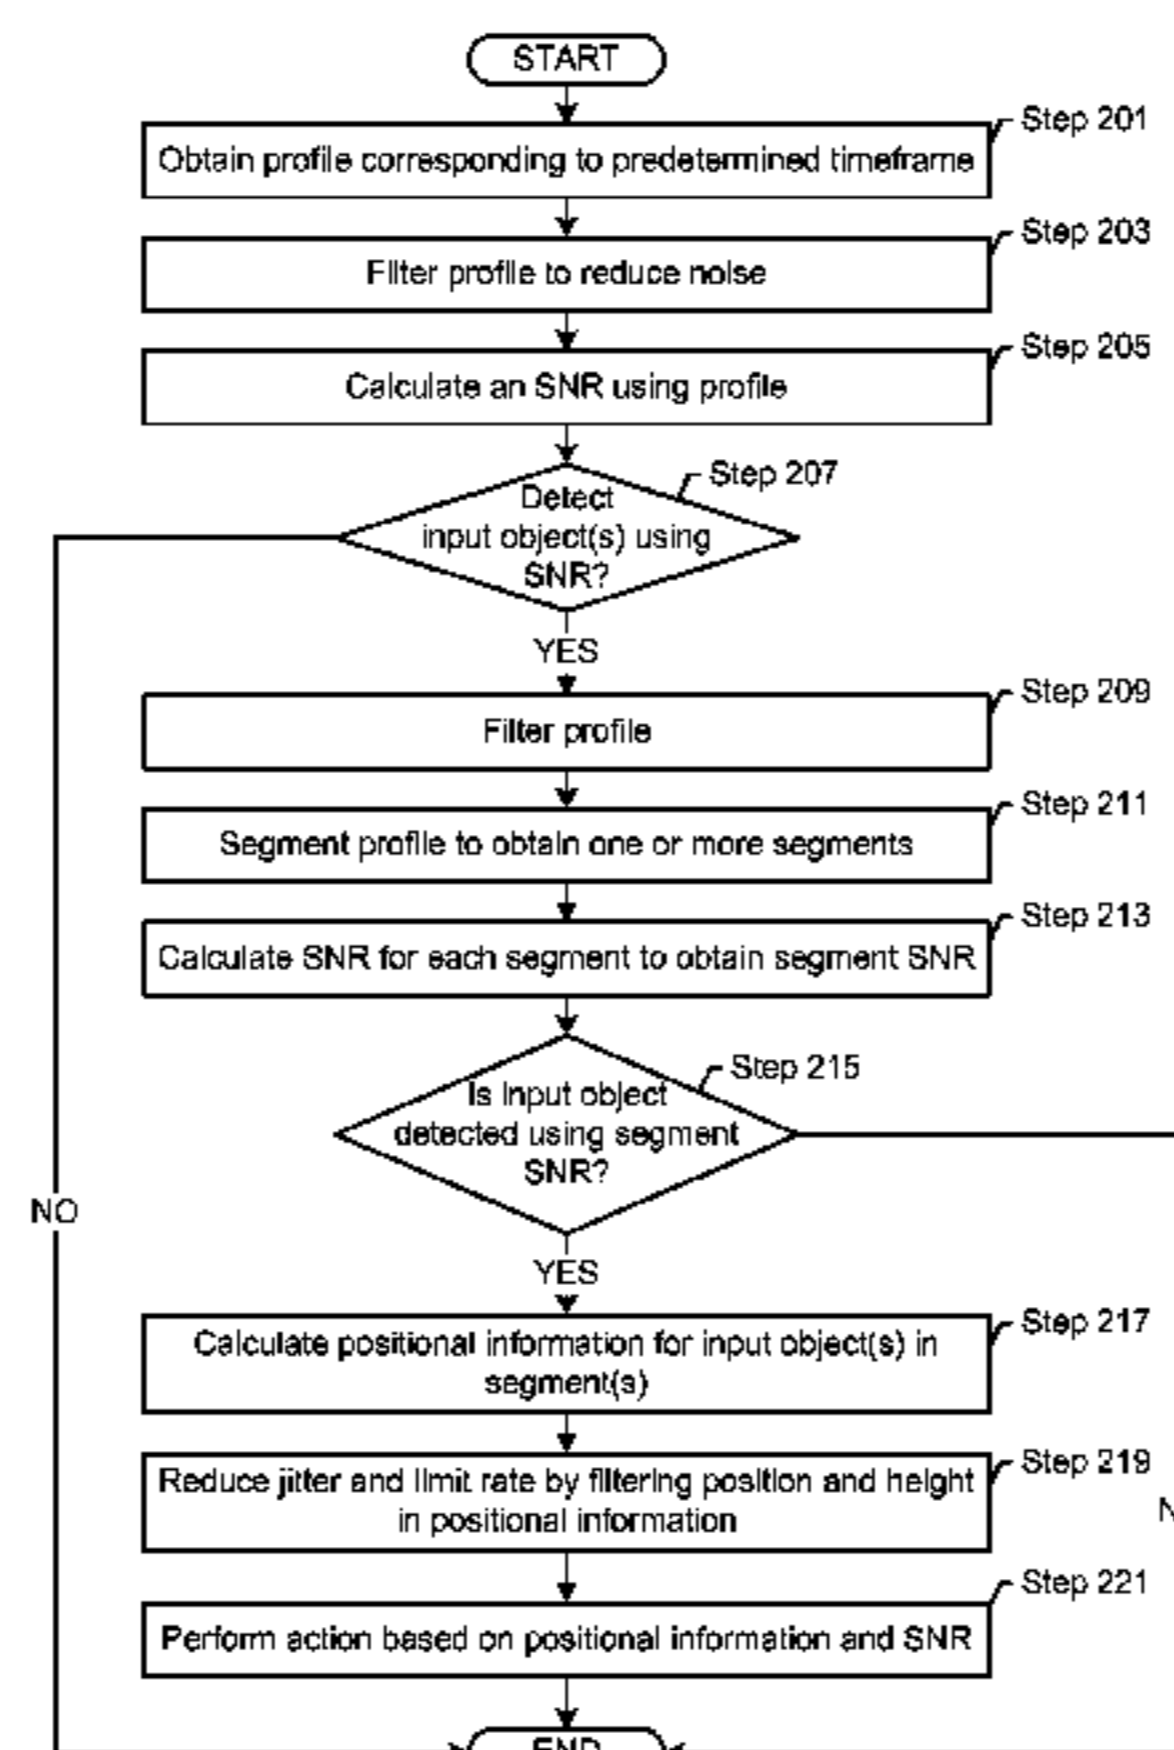 START
Step 201
Obtain profile corresponding to predetermined timeframe
Step 203
Filter profile to reduce noise
Step 205
Calculate an SNR using profile
Step 207
Detect
input object(s) using
SNR?
YES
Step 209
Filter profile
Step 211
Segment profile to obtain one or more segments
Step 213
Calculate SNR for each segment to obtain segment SNR
Step 215
Is input object
detected using segment
SNR?
NO
YES
Step 217
Calculate positional information for input object(s) in
segment(s)
Step 219
Reduce jitter and limit rate by filtering position and height
in positional information
Step 221
Perform action based on positional information and SNR
END